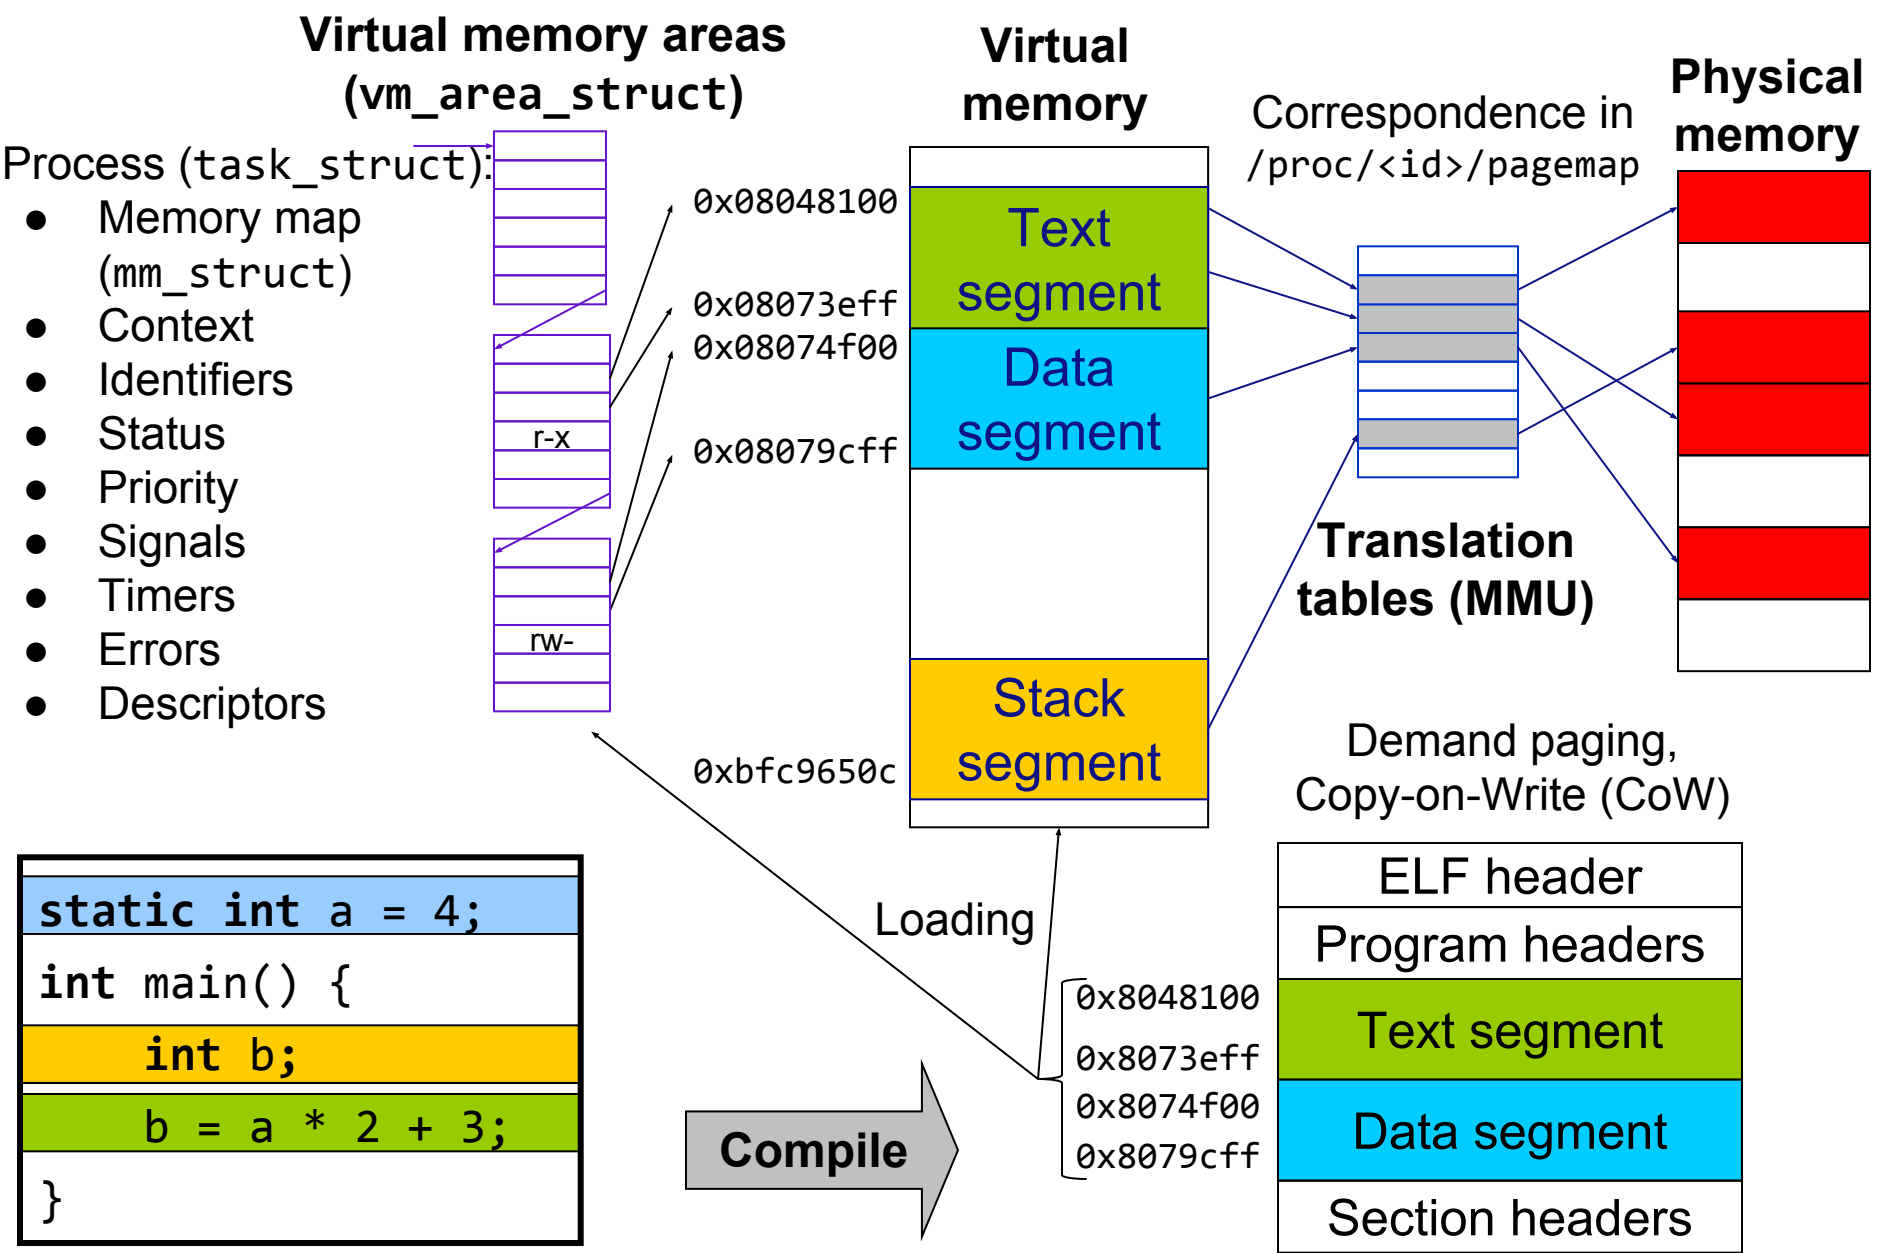 Virtual memory areas
(vm_area_struct)
Process (task_struct):
● Memory map
(mm_struct)
● Context
● Identifiers
● Status
● Priority
● Signals
● Timers
● Errors
● Descriptors
r-x
rw-
0x08048100
0x08073eff
0x08074f00
0x08079cff
0xbfc9650c
Virtual
memory
Text
segment
Data
segment
Stack
segment
Correspondence in
/proc/<id>/pagemap
Translation
tables (MMU)
Physical
memory
Demand paging,
Copy-on-Write (CoW)
static int a = 4;
int main() {
int b;
b = a * 2 + 3;
}
Compile
Loading
0x8048100
0x8073eff
0x8074f00
0x8079cff
ELF header
Program headers
Text segment
Data segment
Section headers